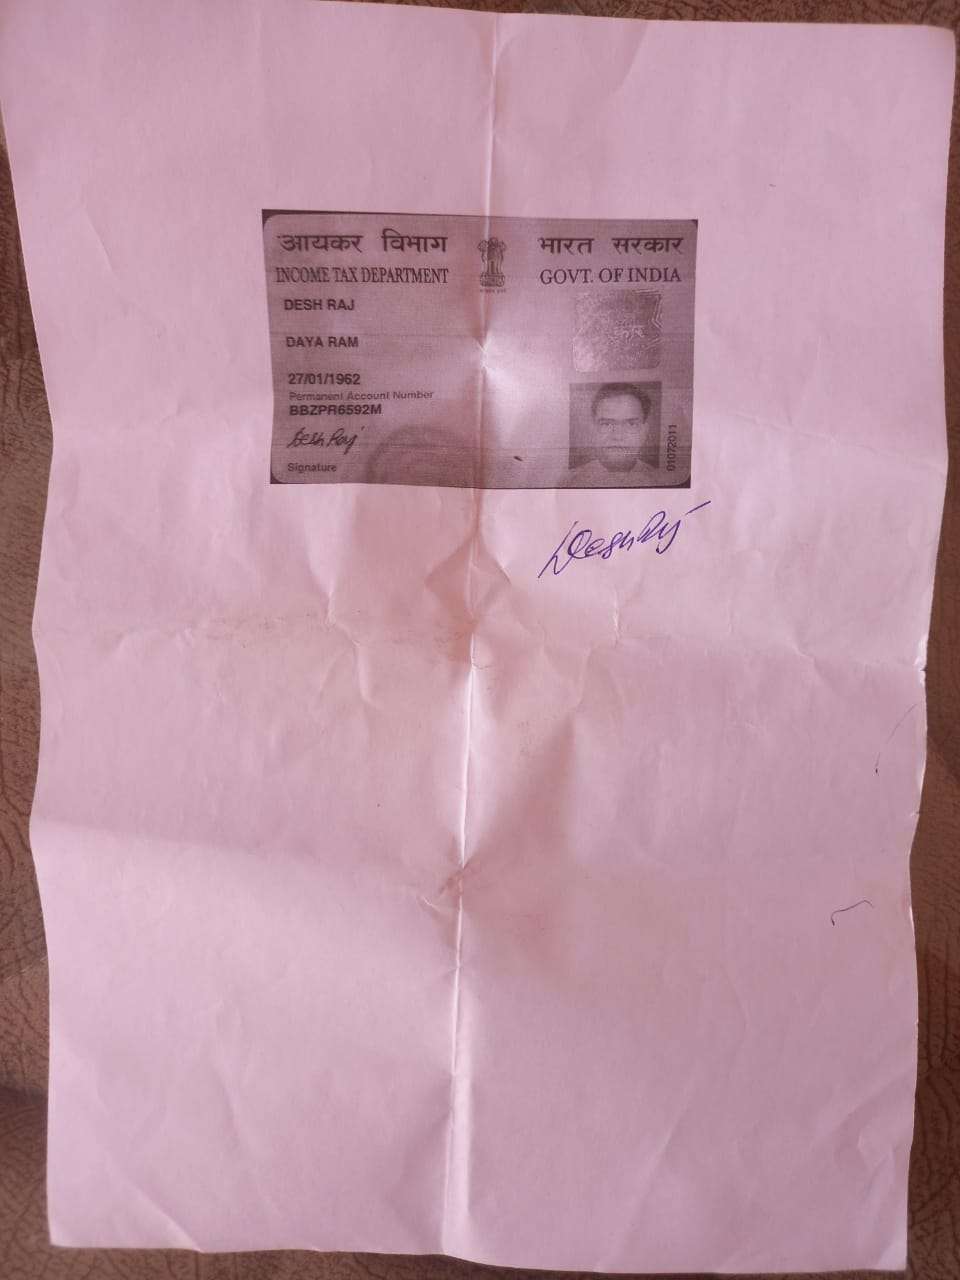 आयकर विभाग
भारत सरकार
INCOME TAX DEPARTMENT
GOVT. OF INDIA
DESH RAJ
DAYA RAM
27/01/1962
Permanent Account Number
BBZPR6592M
Desh Raj
Signature
01072011
Desh Raj